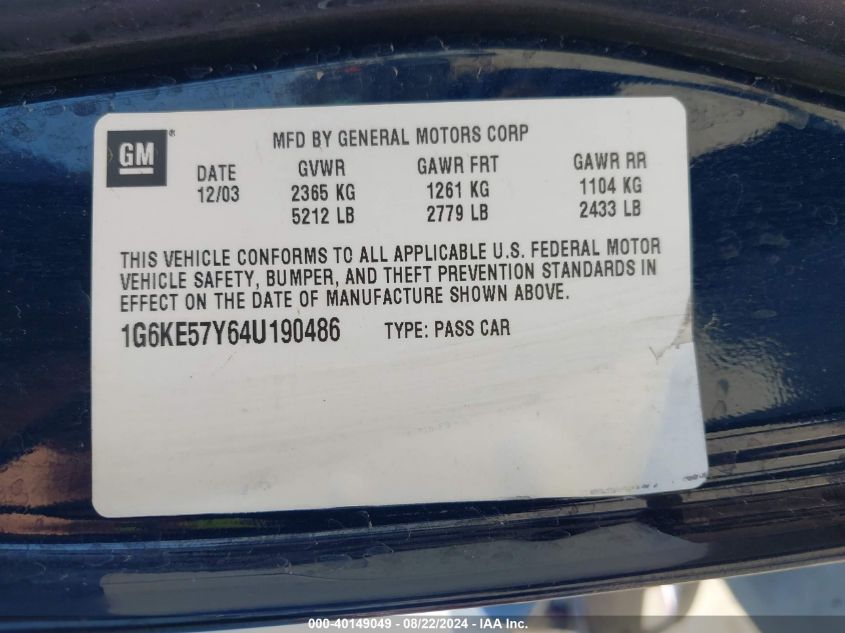 GM®
MFD BY GENERAL MOTORS CORP
DATE GVWR GAWR FRT GAWR RR
12/03 2365 KG 1261 KG 1104 KG
5212 LB 2779 LB 2433 LB
THIS VEHICLE CONFORMS TO ALL APPLICABLE U.S. FEDERAL MOTOR
VEHICLE SAFETY, BUMPER, AND THEFT PREVENTION STANDARDS IN
EFFECT ON THE DATE OF MANUFACTURE SHOWN ABOVE.
1G6KE57Y64U190486 TYPE: PASS CAR
000-40149049 - 08/22/2024 - IAA Inc.